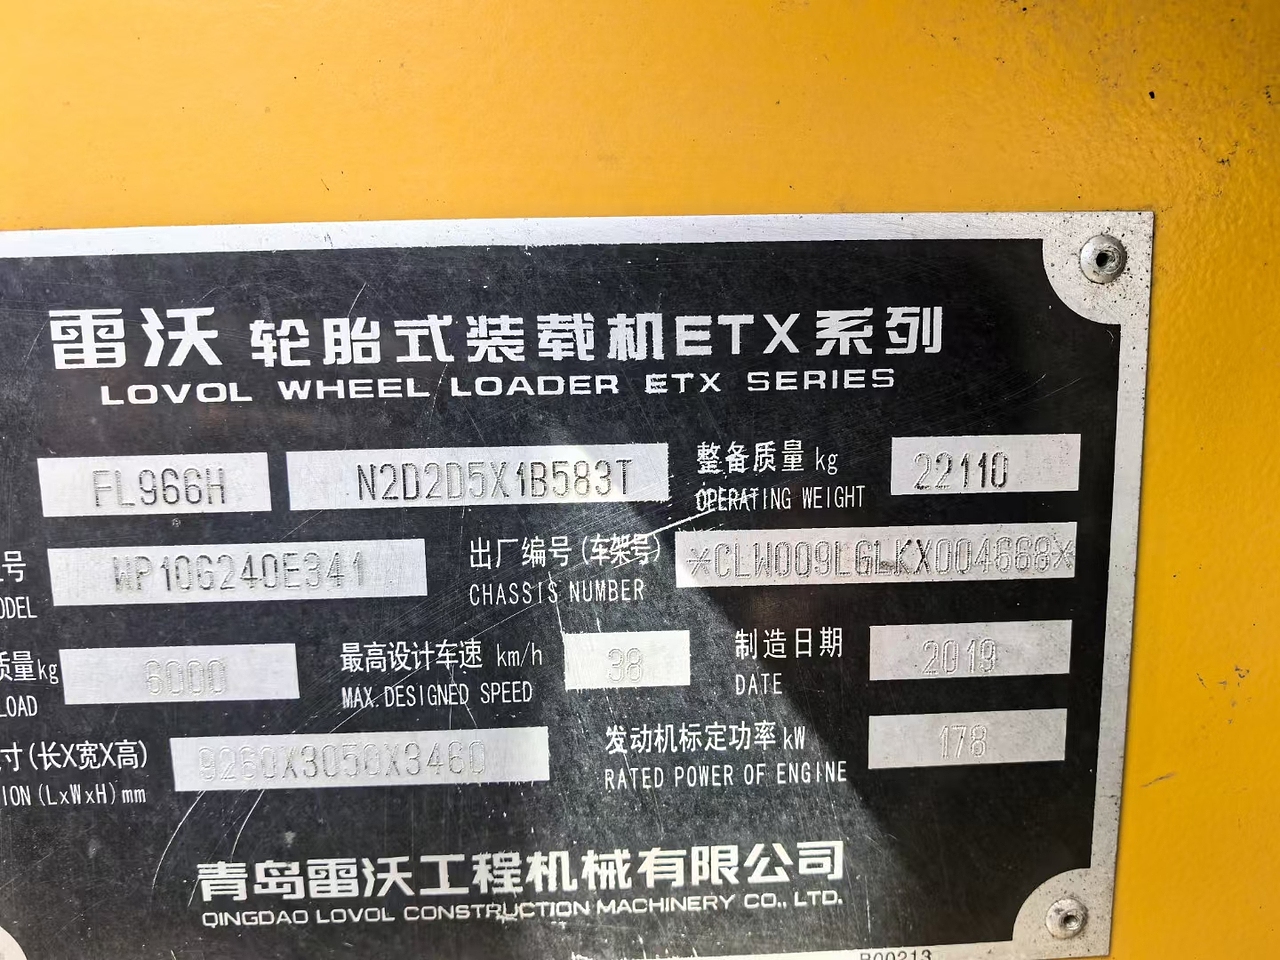 雷沃 轮胎式装载机ETX系列
LOVOL WHEEL LOADER ETX SERIES
FL966H N2D2D5X1B583T 整备质量 kg 22110
OPERATING WEIGHT
号 WP10G240E341 出厂编号(车架号) *CLW009LGLKX004668*
ODEL CHASSIS NUMBER
质量kg 6000 最高设计车速 km/h 38 制造日期 2019
LOAD MAX.DESIGNED SPEED DATE
寸(长X宽X高) 9260X3050X3460 发动机标定功率 kW 178
ION(LxWxH)mm RATED POWER OF ENGINE
青岛雷沃工程机械有限公司
QINGDAO LOVOL CONSTRUCTION MACHINERY CO., LTD.